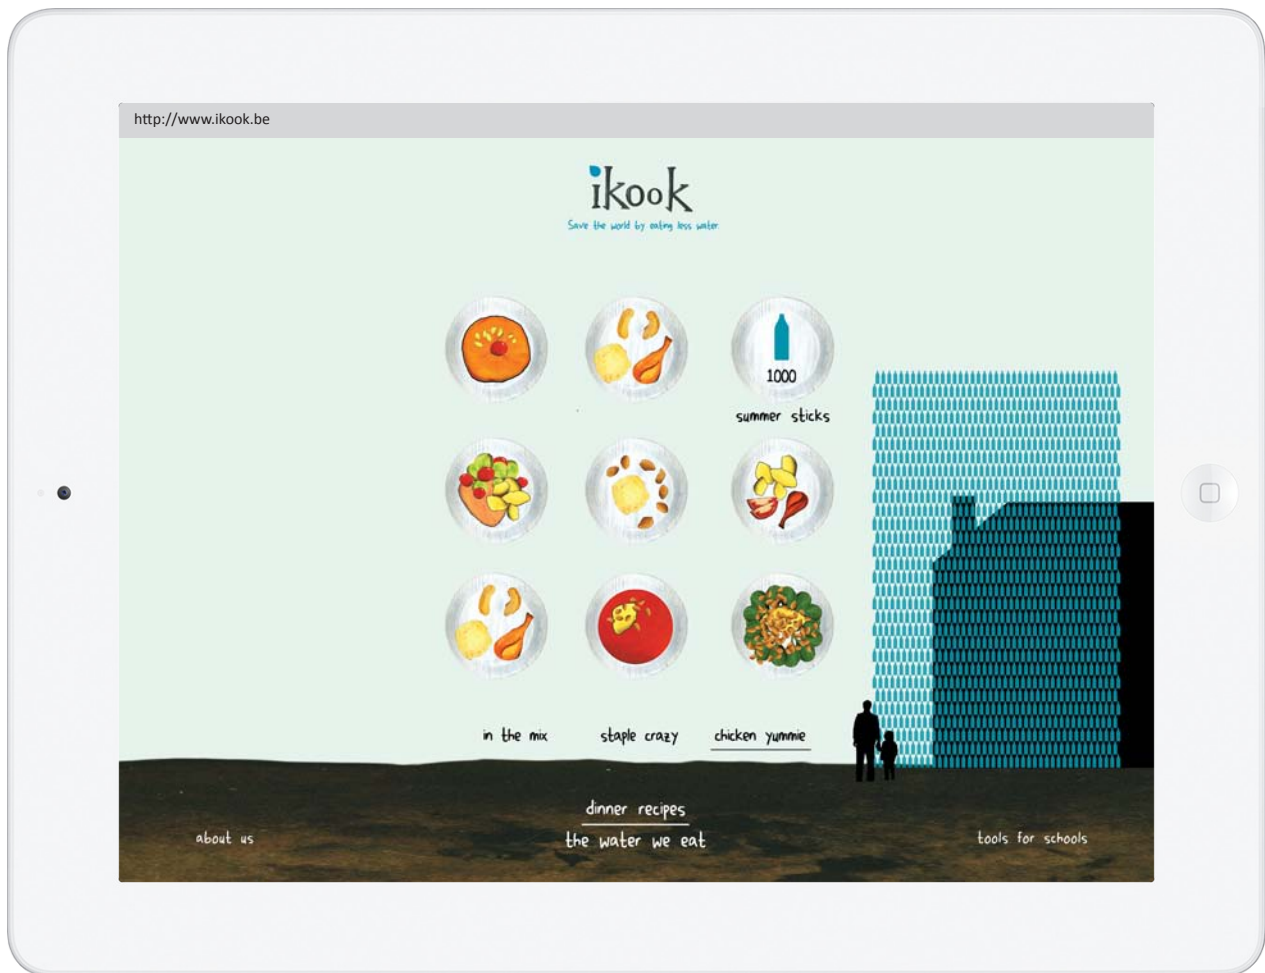 http://www.ikook.be
ikook
Save the world by eating less water
1000
summer sticks
in the mix staple crazy chicken yummie
dinner recipes
about us the water we eat tools for schools